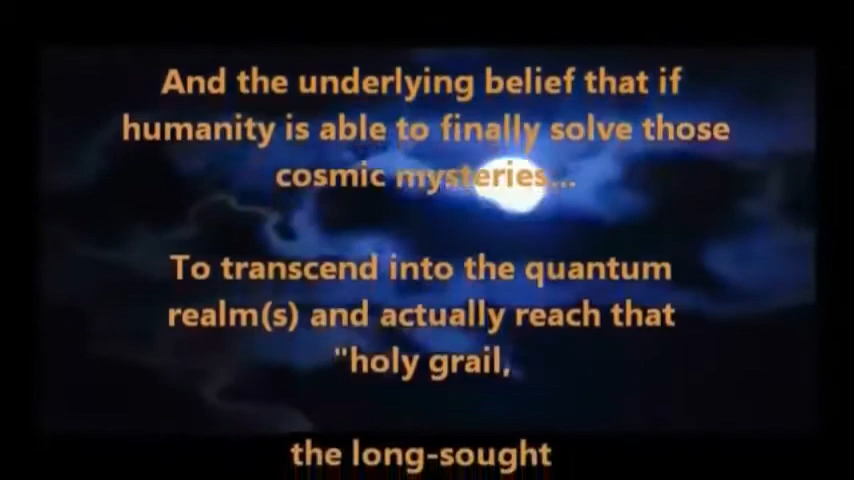 And the underlying belief that if
humanity is able to finally solve those
cosmic mysteries...
To transcend into the quantum
realm(s) and actually reach that
"holy grail,
the long-sought